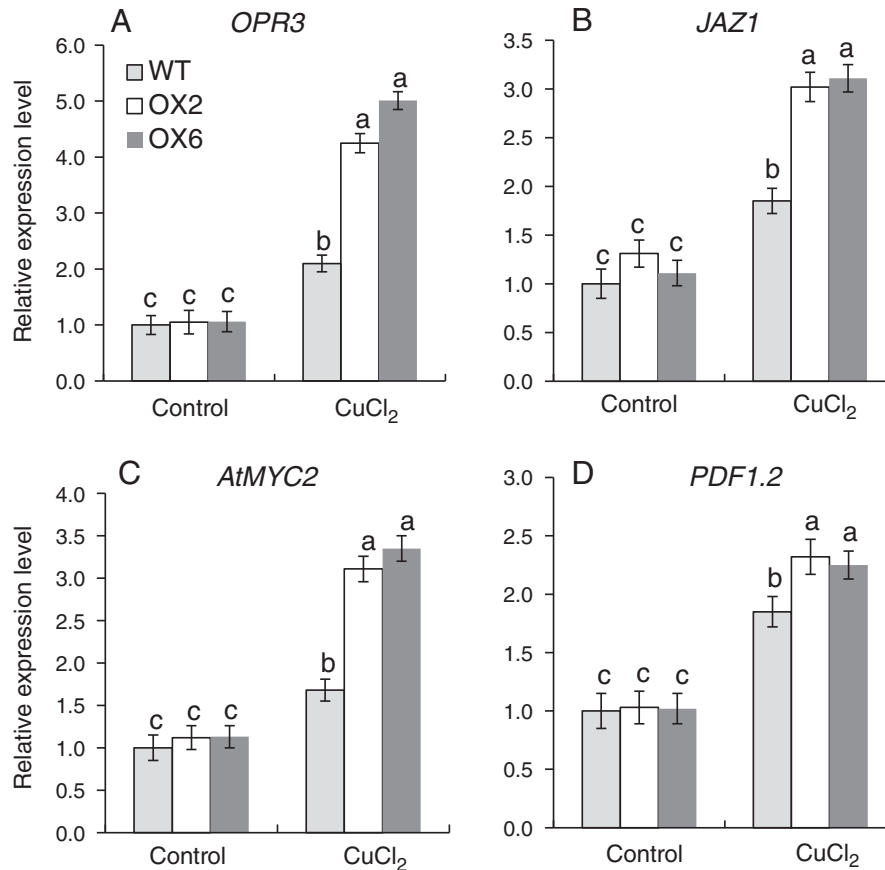 A OPR3
Relative expression level
6.0
5.0
4.0
3.0
2.0
1.0
0.0
WT
OX2
OX6
c c c b a a
Control CuCl₂
B JAZ1
3.5
3.0
2.5
2.0
1.5
1.0
0.5
0.0
c c c b a a
Control CuCl₂
C AtMYC2
Relative expression level
4.0
3.5
3.0
2.5
2.0
1.5
1.0
0.5
0.0
c c c b a a
Control CuCl₂
D PDF1.2
3.0
2.5
2.0
1.5
1.0
0.5
0.0
c c c b a a
Control CuCl₂